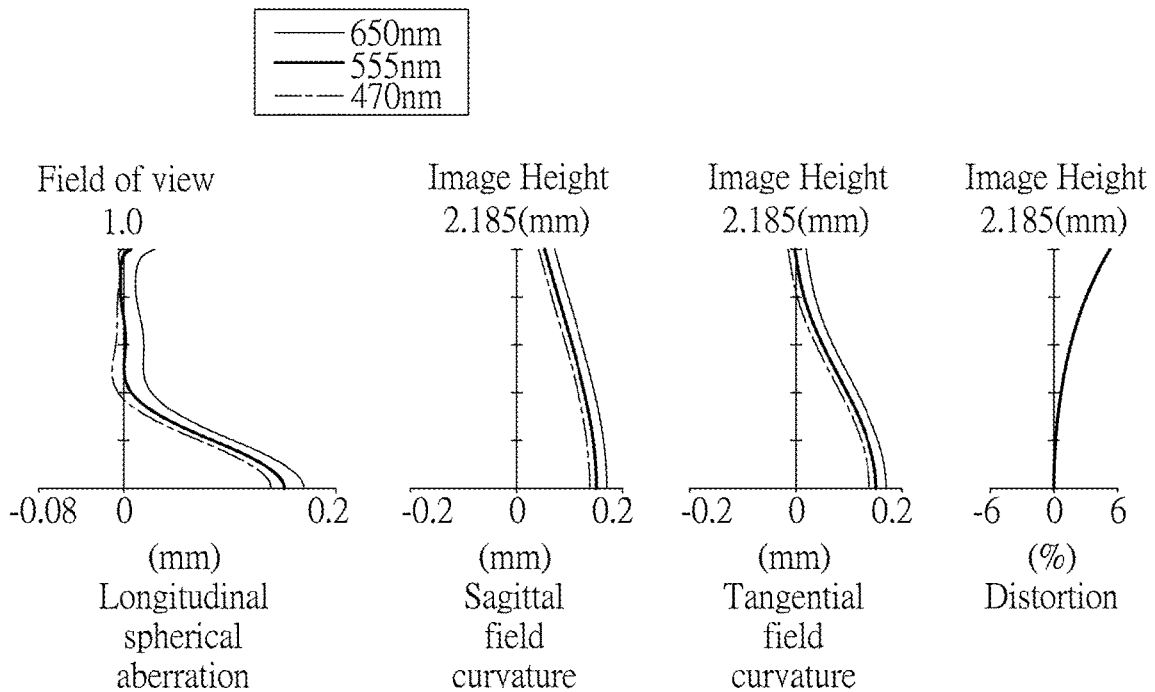 650nm
555nm
470nm
Field of view
1.0
-0.08 0 0.2
(mm)
Longitudinal
spherical
aberration
Image Height
2.185(mm)
-0.2 0 0.2
(mm)
Sagittal
field
curvature
Image Height
2.185(mm)
-0.2 0 0.2
(mm)
Tangential
field
curvature
Image Height
2.185(mm)
-6 0 6
(%)
Distortion